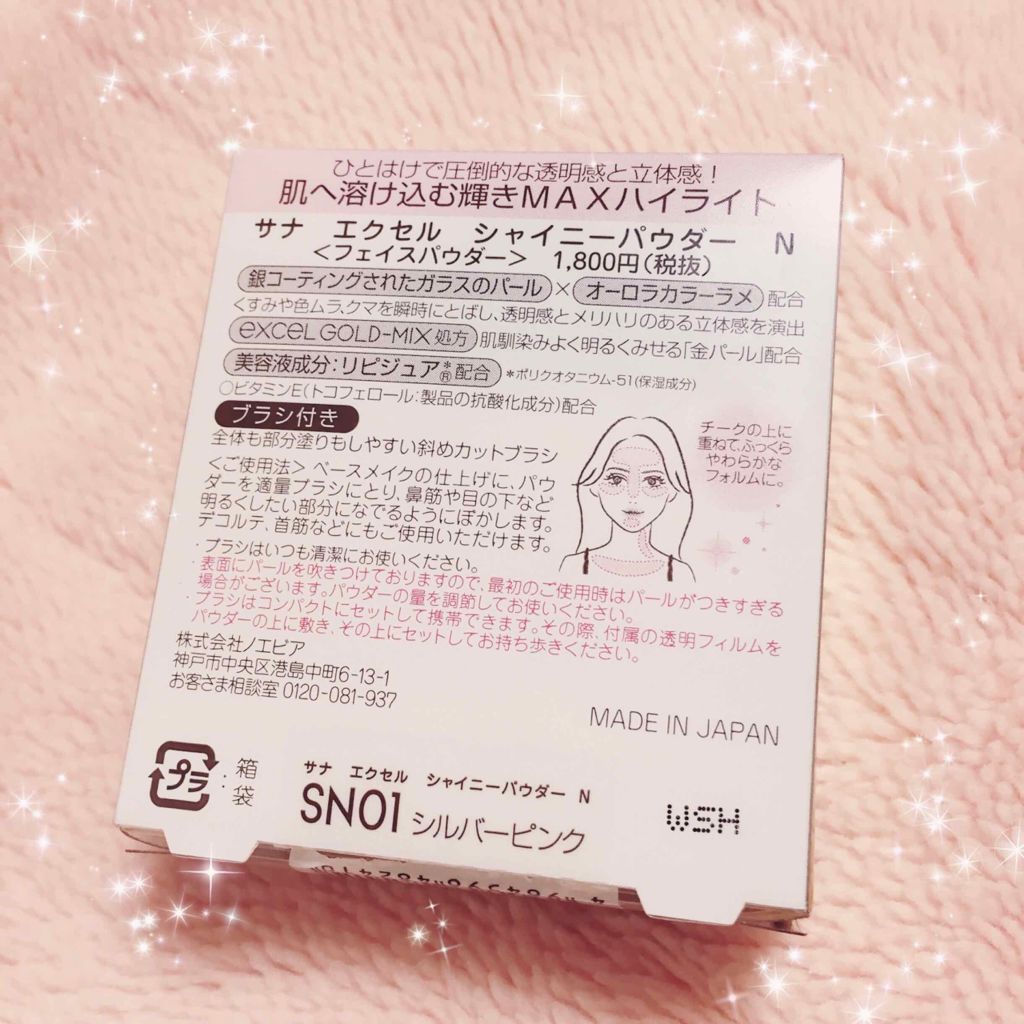 ひとはけで圧倒的な透明感と立体感!
肌へ溶け込む輝きMAXハイライト
サナ エクセル シャイニーパウダー N
<フェイスパウダー> 1,800円(税抜)
銀コーティングされたガラスのパール × オーロラカラーラメ 配合
くすみや色ムラ、クマを瞬時にとばし、透明感とメリハリのある立体感を演出
excel GOLD-MIX 処方 肌馴染みよく明るくみせる「金パール」配合
美容液成分:リピジュア*®配合 *ポリクオタニウム-51(保湿成分)
○ビタミンE(トコフェロール:製品の抗酸化成分)配合
ブラシ付き
全体も部分塗りもしやすい斜めカットブラシ
<ご使用法> ベースメイクの仕上げに、パウ
ダーを適量ブラシにとり、鼻筋や目の下など
明るくしたい部分になでるようにぼかします。
デコルテ、首筋などにもご使用いただけます。
チークの上に
重ねて、ふっくら
やわらかな
フォルムに。
・ブラシはいつも清潔にお使いください。
・表面にパールを吹きつけておりますので、最初のご使用時はパールがつきすぎる
場合がございます。パウダーの量を調節してお使いください。
・ブラシはコンパクトにセットして携帯できます。その際、付属の透明フィルムを
パウダーの上に敷き、その上にセットしてお持ち歩きください。
株式会社ノエビア
神戸市中央区港島中町6-13-1
お客さま相談室 0120-081-937
MADE IN JAPAN
プラ :箱
:袋
サナ エクセル シャイニーパウダー N
SN01 シルバーピンク
WSH